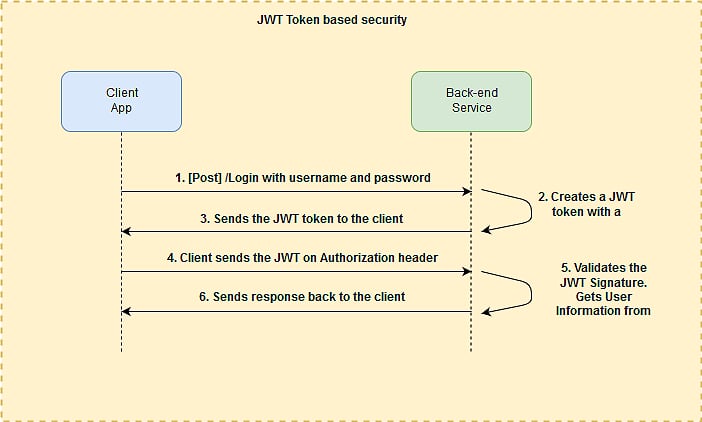 JWT Token based security
Client
App
Back-end
Service
1. [Post] /Login with username and password
2. Creates a JWT
token with a
3. Sends the JWT token to the client
4. Client sends the JWT on Authorization header
5. Validates the
JWT Signature.
Gets User
Information from
6. Sends response back to the client